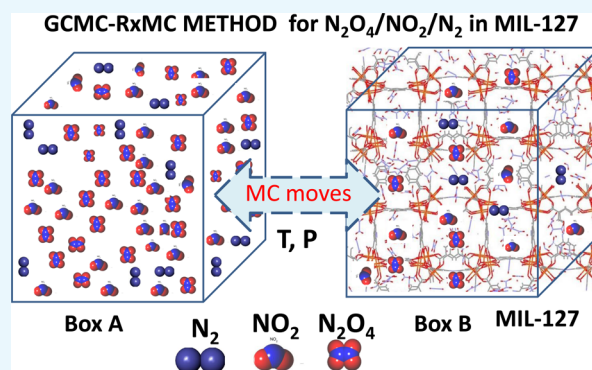 GCMC-RxMC METHOD for N₂O₄/NO₂/N₂ in MIL-127
MC moves
T, P
Box A
Box B
MIL-127
N₂
NO₂
N₂O₄
NO₂